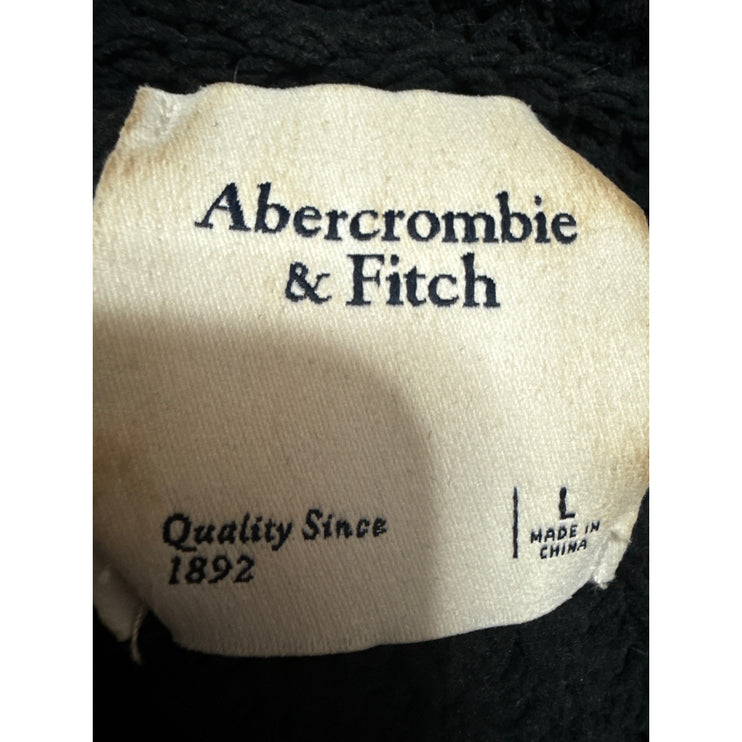 Abercrombie
& Fitch
Quality Since
1892
L
MADE IN
CHINA